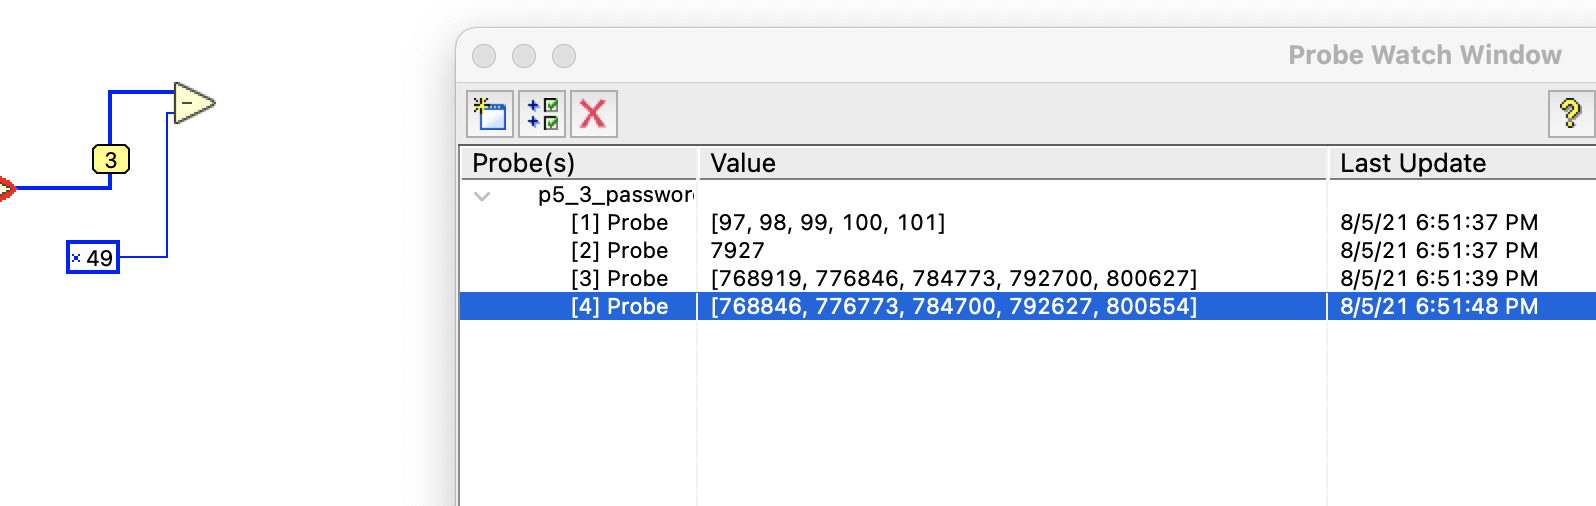 Probe Watch Window
−
3
× 49
?
Probe(s) Value Last Update
p5_3_passwor
[1] Probe [97, 98, 99, 100, 101] 8/5/21 6:51:37 PM
[2] Probe 7927 8/5/21 6:51:37 PM
[3] Probe [768919, 776846, 784773, 792700, 800627] 8/5/21 6:51:39 PM
[4] Probe [768846, 776773, 784700, 792627, 800554] 8/5/21 6:51:48 PM